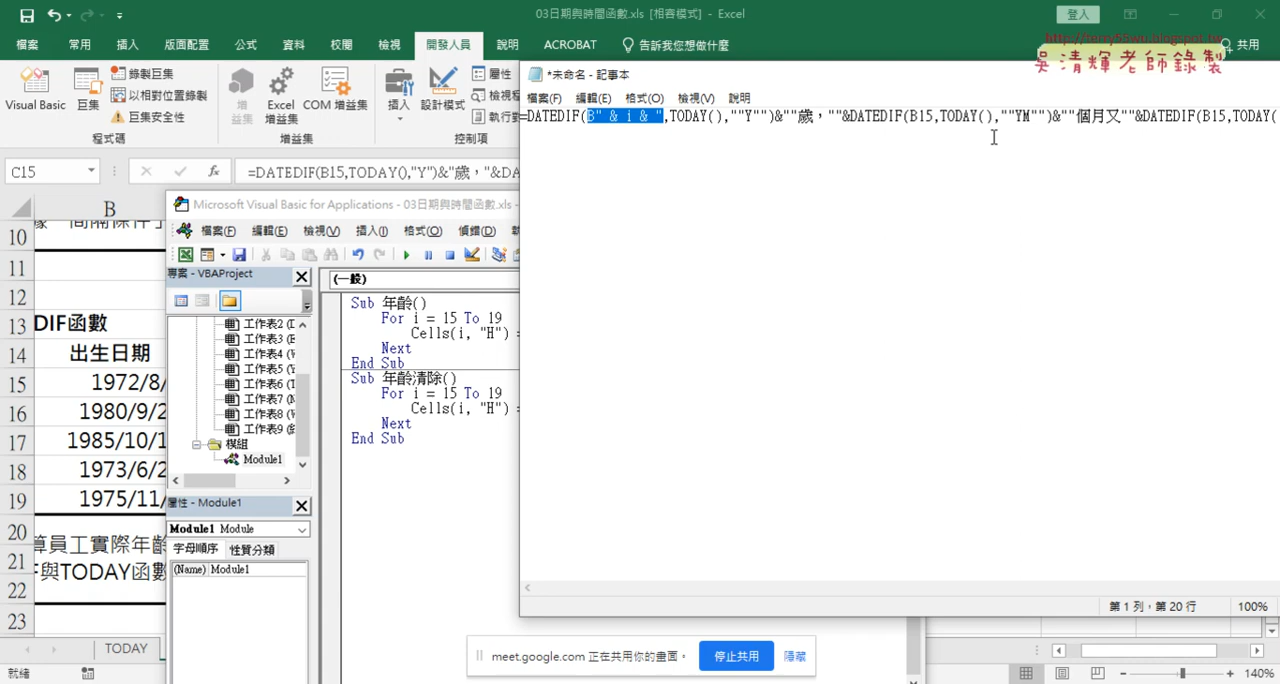 03日期與時間函數.xls [相容模式] - Excel
登入
檔案 常用 插入 版面配置 公式 資料 校閱 檢視 開發人員 說明 ACROBAT 告訴我您想做什麼 共用
http://terry55wu.blogspot.tw
吳清輝老師錄製
Visual Basic 巨集 錄製巨集 以相對位置錄製 巨集安全性 程式碼
增益集 Excel 增益集 COM 增益集 增益集
插入 設計模式 屬性 檢視程 執行對 控制項
C15 fx =DATEDIF(B15,TODAY(),"Y")&"歲，"&DA
*未命名 - 記事本
檔案(F) 編輯(E) 格式(O) 檢視(V) 說明
=DATEDIF(B" & i & ",TODAY(),""Y"")&""歲，""&DATEDIF(B15,TODAY(),""YM"")&""個月又""&DATEDIF(B15,TODAY(
第 1 列，第 20 行 100%
B
10
11
12
13 DIF函數
14 出生日期
15 1972/8/
16 1980/9/2
17 1985/10/1
18 1973/6/2
19 1975/11/
20
21 算員工實際年齡
22 F與TODAY函數
23
Microsoft Visual Basic for Applications - 03日期與時間函數.xls -
檔案(F) 編輯(E) 檢視(V) 插入(I) 格式(O) 偵錯(D)
專案 - VBAProject
工作表2 (I
工作表3 (E
工作表4 (W
工作表5 (Y
工作表6 (T
工作表7 (N
工作表8 (W
工作表9 (
模組
Module1
屬性 - Module1
Module1 Module
字母順序 性質分類
(Name) Module1
(一般)
Sub 年齡()
For i = 15 To 19
Cells(i, "H") =
Next
End Sub
Sub 年齡清除()
For i = 15 To 19
Cells(i, "H") =
Next
End Sub
meet.google.com 正在共用你的畫面。 停止共用 隱藏
TODAY
就緒 140%